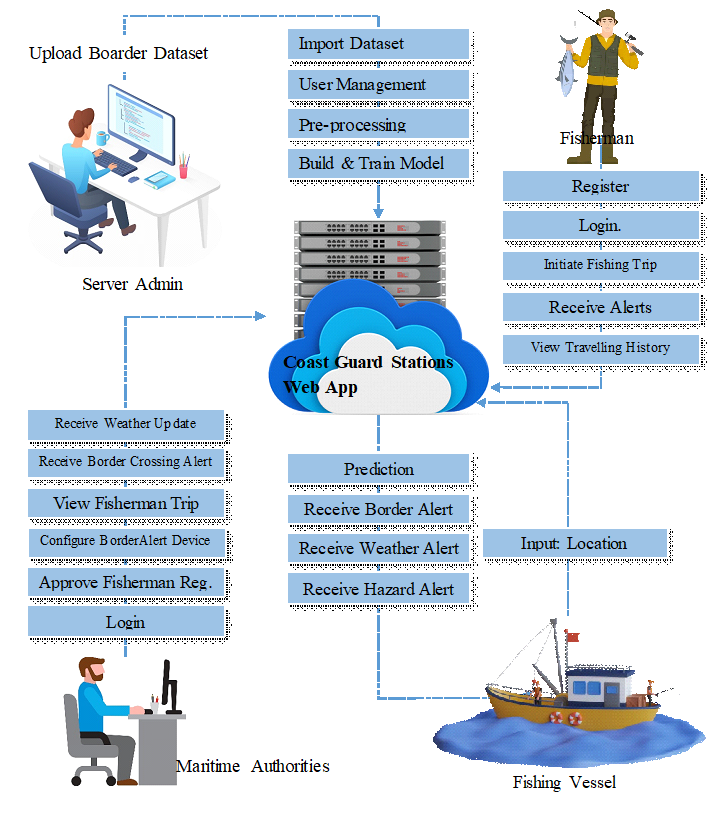 Upload Boarder Dataset
Import Dataset
User Management
Pre-processing
Build & Train Model
Server Admin
Fisherman
Register
Login.
Initiate Fishing Trip
Receive Alerts
View Travelling History
Coast Guard Stations
Web App
Receive Weather Update
Receive Border Crossing Alert
View Fisherman Trip
Configure BorderAlert Device
Approve Fisherman Reg.
Login
Maritime Authorities
Prediction
Receive Border Alert
Receive Weather Alert
Receive Hazard Alert
Input: Location
Fishing Vessel